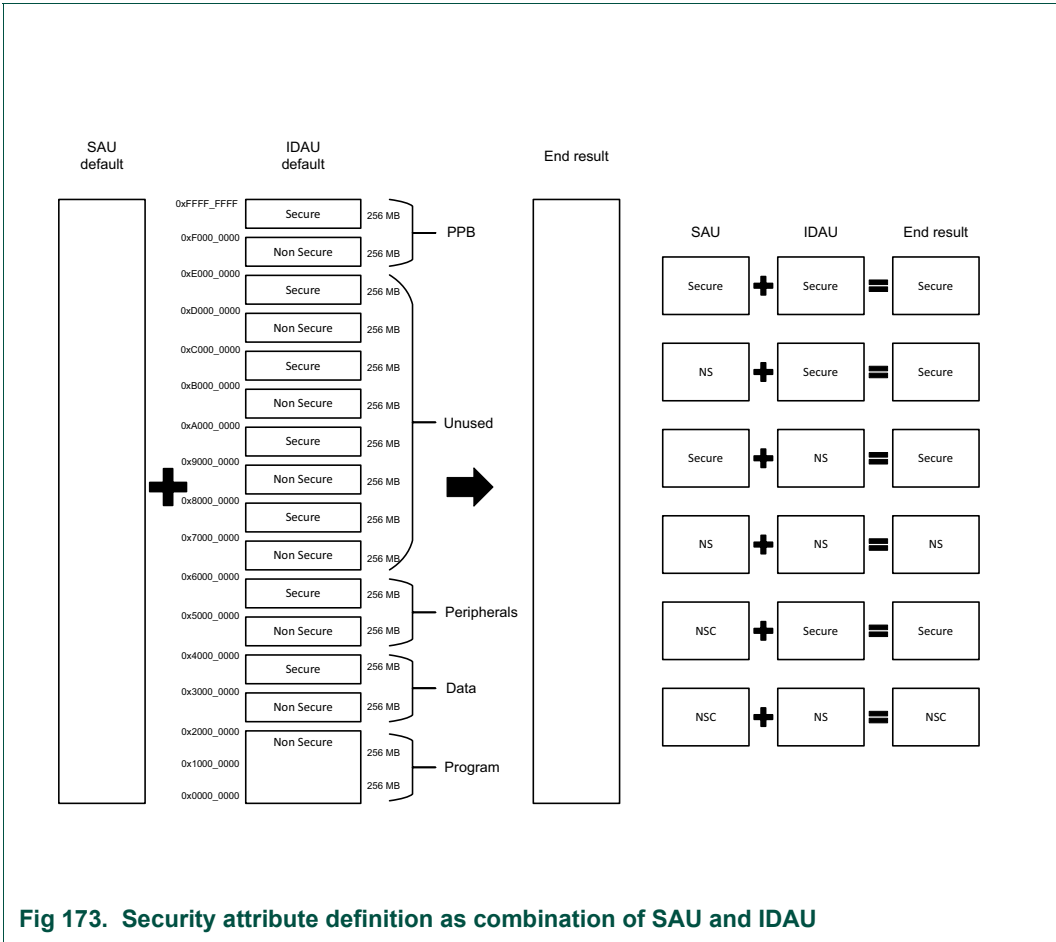 SAU
default
IDAU
default
End result
0xFFFF_FFFF
Secure
256 MB
0xF000_0000
Non Secure
256 MB
PPB
0xE000_0000
Secure
256 MB
0xD000_0000
Non Secure
256 MB
0xC000_0000
Secure
256 MB
0xB000_0000
Non Secure
256 MB
0xA000_0000
Secure
256 MB
0x9000_0000
Non Secure
256 MB
0x8000_0000
Secure
256 MB
0x7000_0000
Non Secure
256 MB
Unused
0x6000_0000
Secure
256 MB
0x5000_0000
Non Secure
256 MB
Peripherals
0x4000_0000
Secure
256 MB
0x3000_0000
Non Secure
256 MB
Data
0x2000_0000
Non Secure
256 MB
0x1000_0000
256 MB
0x0000_0000
Program
SAU IDAU End result
Secure + Secure = Secure
NS + Secure = Secure
Secure + NS = Secure
NS + NS = NS
NSC + Secure = Secure
NSC + NS = NSC
Fig 173. Security attribute definition as combination of SAU and IDAU